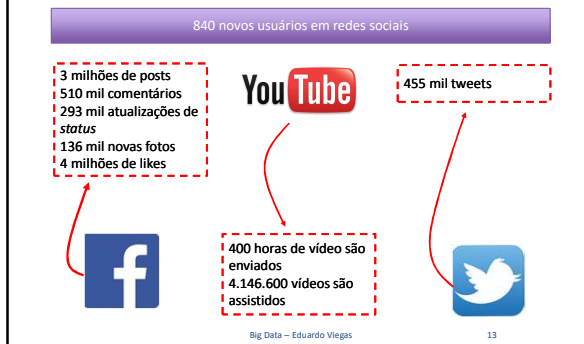 840 novos usuários em redes sociais
3 milhões de posts
510 mil comentários
293 mil atualizações de
status
136 mil novas fotos
4 milhões de likes
You Tube
455 mil tweets
f
400 horas de vídeo são
enviados
4.146.600 vídeos são
assistidos
Big Data – Eduardo Viegas
13